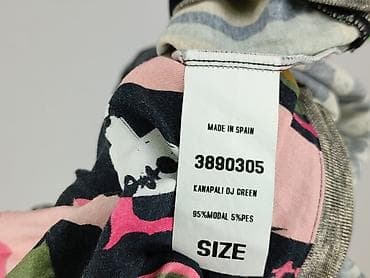 MADE IN SPAIN
3890305
KANAPALI DJ GREEN
95%MODAL 5%PES
SIZE